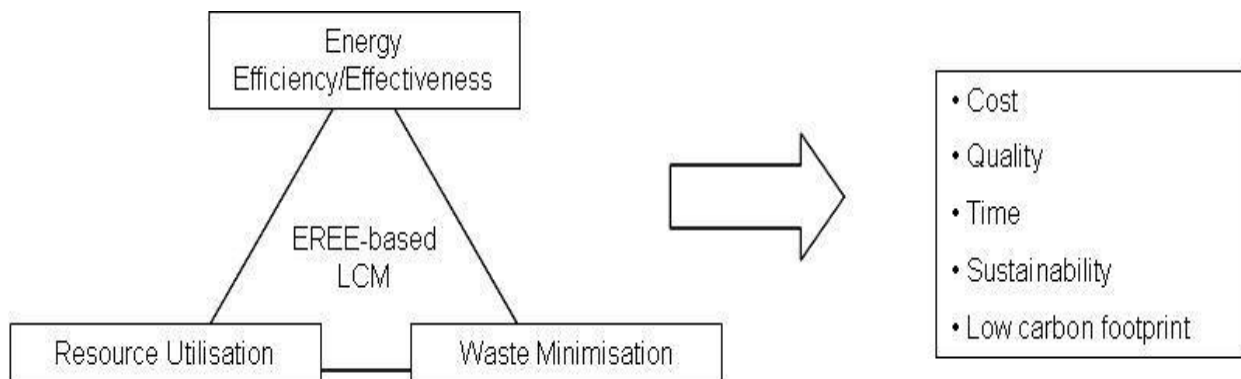 Energy
Efficiency/Effectiveness
EREE-based
LCM
Resource Utilisation
Waste Minimisation
• Cost
• Quality
• Time
• Sustainability
• Low carbon footprint